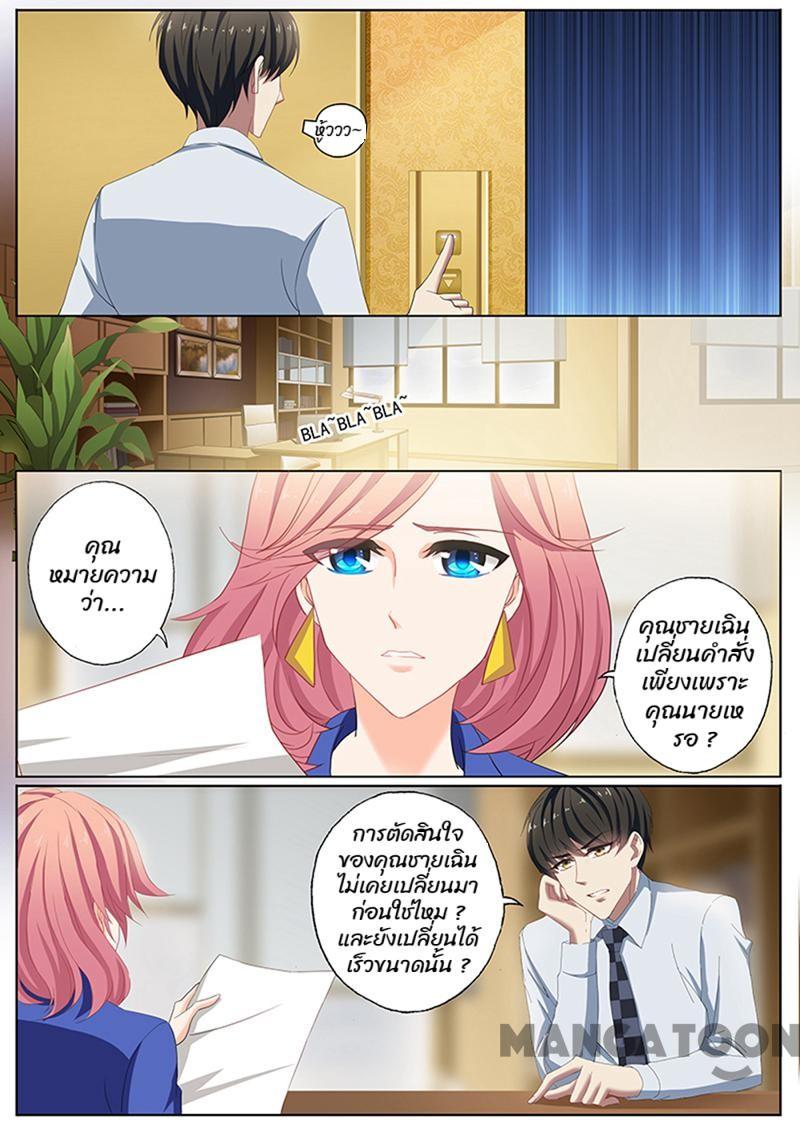 หู้ววว~
BLA~BLA~BLA~
คุณ
หมายความ
ว่า...
คุณชายเฉิน
เปลี่ยนคำสั่ง
เพียงเพราะ
คุณนายเห
รอ ?
การตัดสินใจ
ของคุณชายเฉิน
ไม่เคยเปลี่ยนมา
ก่อนใช่ไหม ?
และยังเปลี่ยนได้
เร็วขนาดนั้น ?
MANGATOON